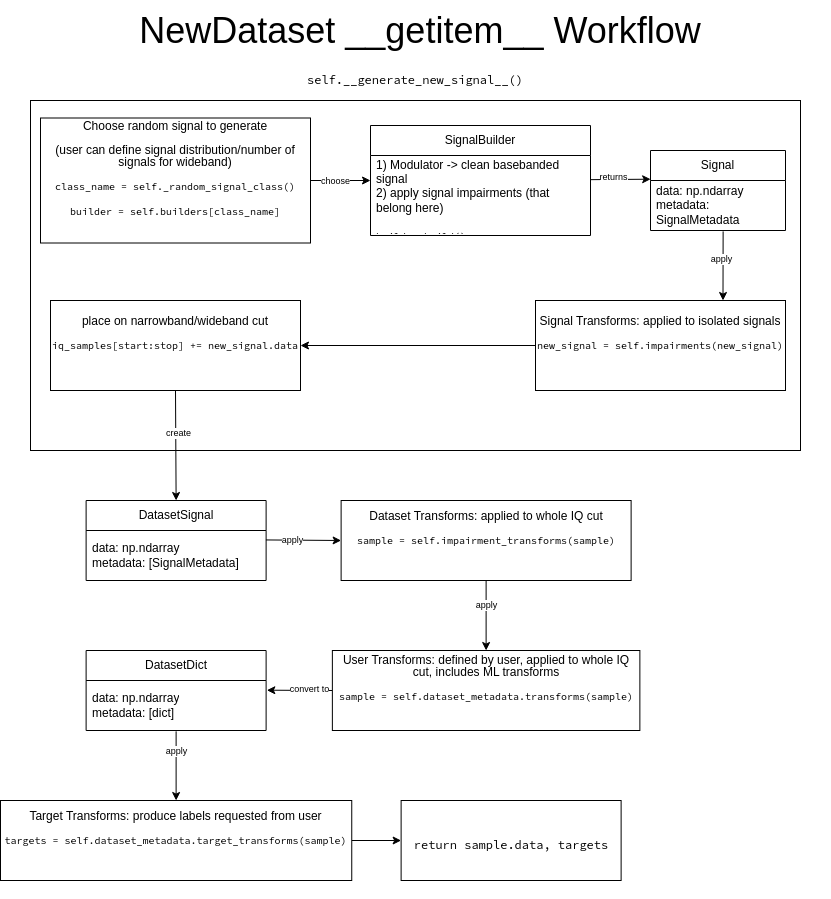 NewDataset __getitem__ Workflow
self.__generate_new_signal__()
Choose random signal to generate
(user can define signal distribution/number of
signals for wideband)
class_name = self._random_signal_class()
builder = self.builders[class_name]
choose
SignalBuilder
1) Modulator -> clean basebanded
signal
2) apply signal impairments (that
belong here)
returns
Signal
data: np.ndarray
metadata:
SignalMetadata
apply
place on narrowband/wideband cut
iq_samples[start:stop] += new_signal.data
Signal Transforms: applied to isolated signals
new_signal = self.impairments(new_signal)
create
DatasetSignal
data: np.ndarray
metadata: [SignalMetadata]
apply
Dataset Transforms: applied to whole IQ cut
sample = self.impairment_transforms(sample)
apply
DatasetDict
data: np.ndarray
metadata: [dict]
convert to
User Transforms: defined by user, applied to whole IQ
cut, includes ML transforms
sample = self.dataset_metadata.transforms(sample)
apply
Target Transforms: produce labels requested from user
targets = self.dataset_metadata.target_transforms(sample)
return sample.data, targets